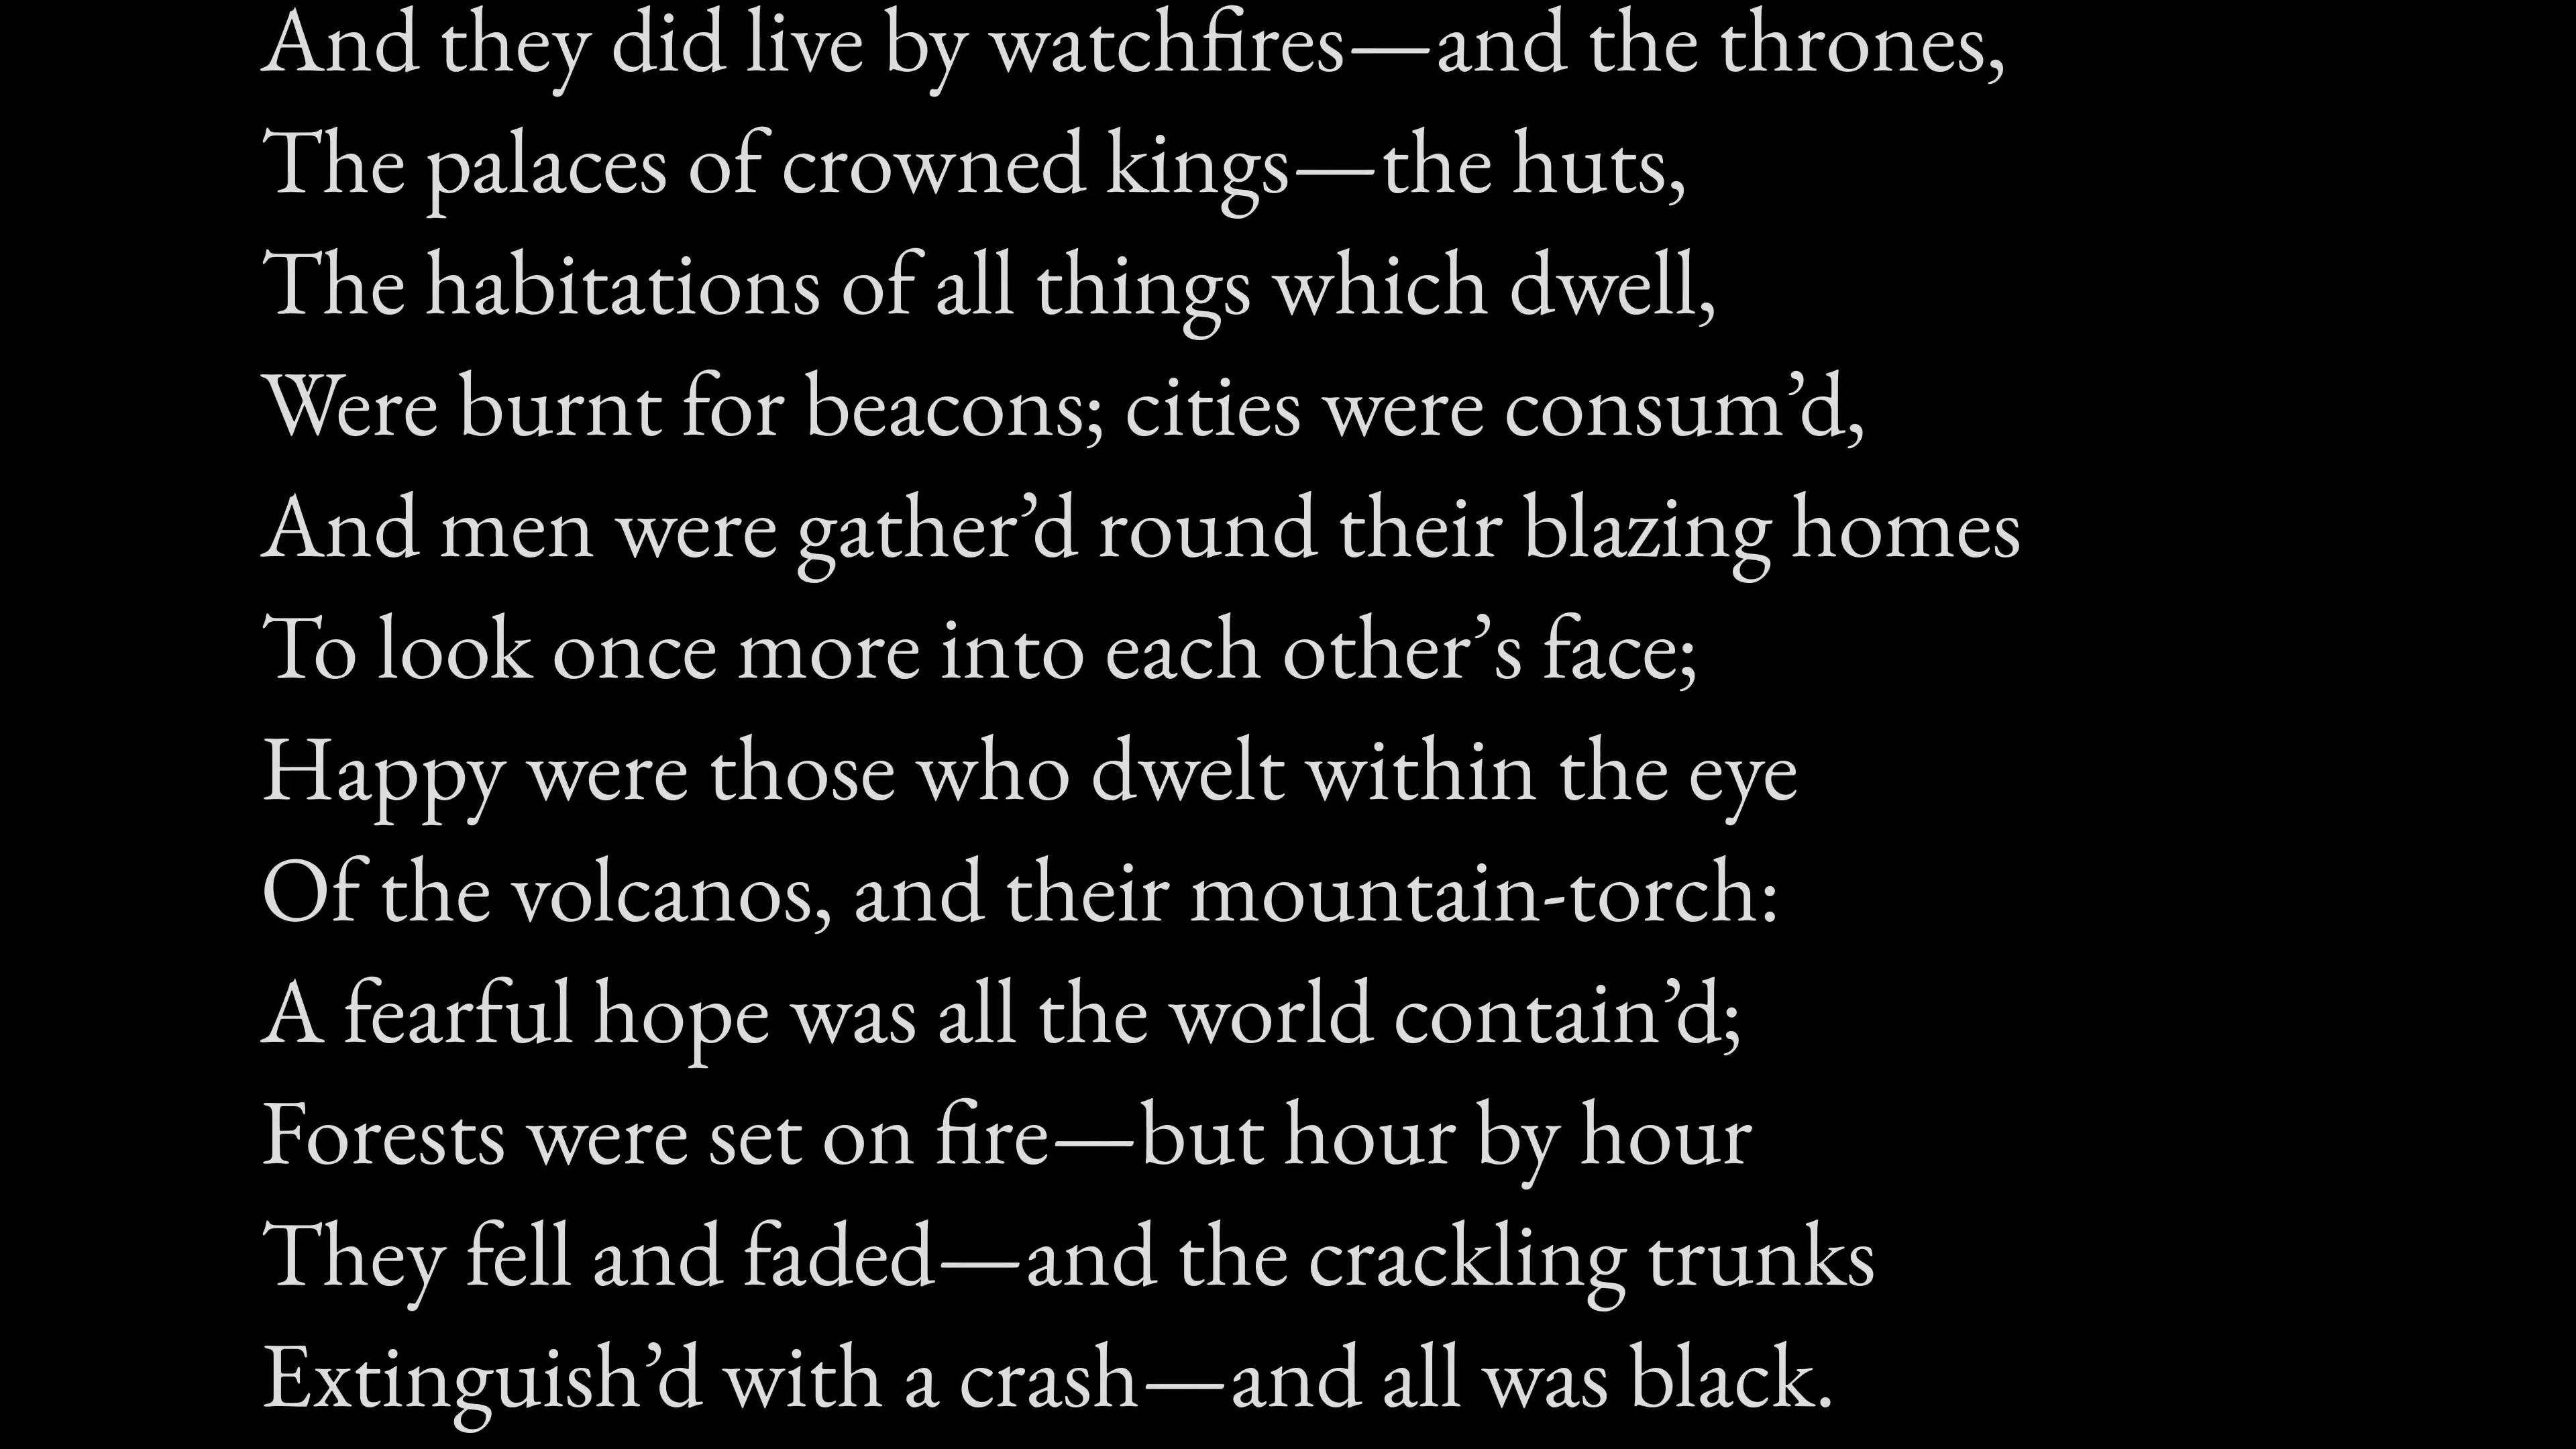 And they did live by watchfires—and the thrones,
The palaces of crowned kings—the huts,
The habitations of all things which dwell,
Were burnt for beacons; cities were consum’d,
And men were gather’d round their blazing homes
To look once more into each other’s face;
Happy were those who dwelt within the eye
Of the volcanos, and their mountain-torch:
A fearful hope was all the world contain’d;
Forests were set on fire—but hour by hour
They fell and faded—and the crackling trunks
Extinguish’d with a crash—and all was black.